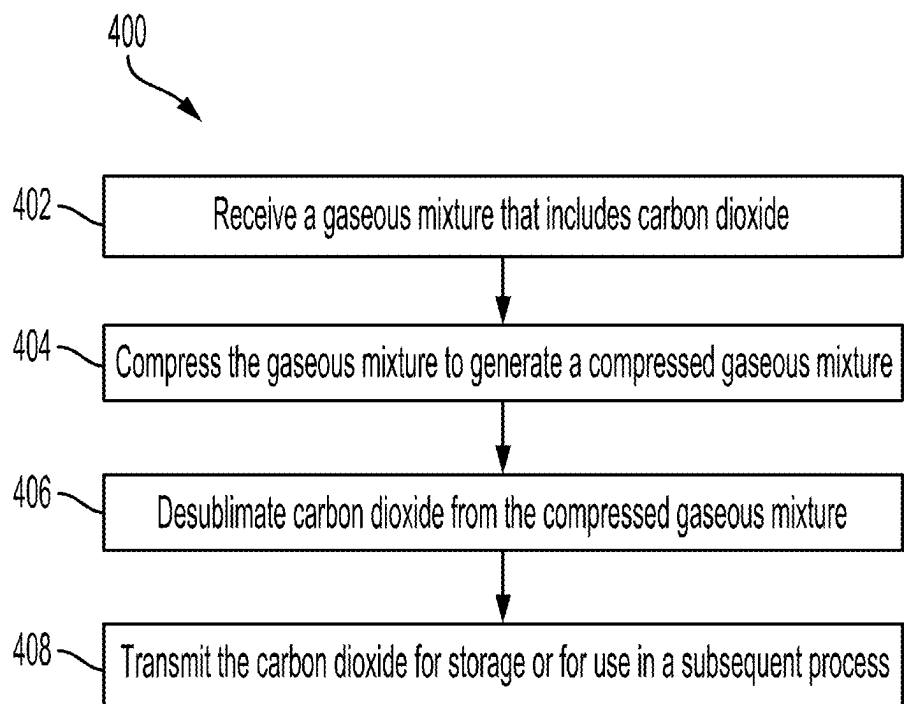 400
402
Receive a gaseous mixture that includes carbon dioxide
404
Compress the gaseous mixture to generate a compressed gaseous mixture
406
Desublimate carbon dioxide from the compressed gaseous mixture
408
Transmit the carbon dioxide for storage or for use in a subsequent process